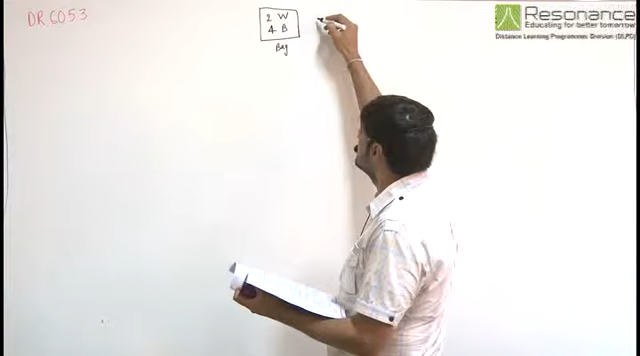 DR.CO53
2 W
4 B
Bag
Resonance
Educating for better tomorrow
Distance Learning Programmes Division (DLPD)